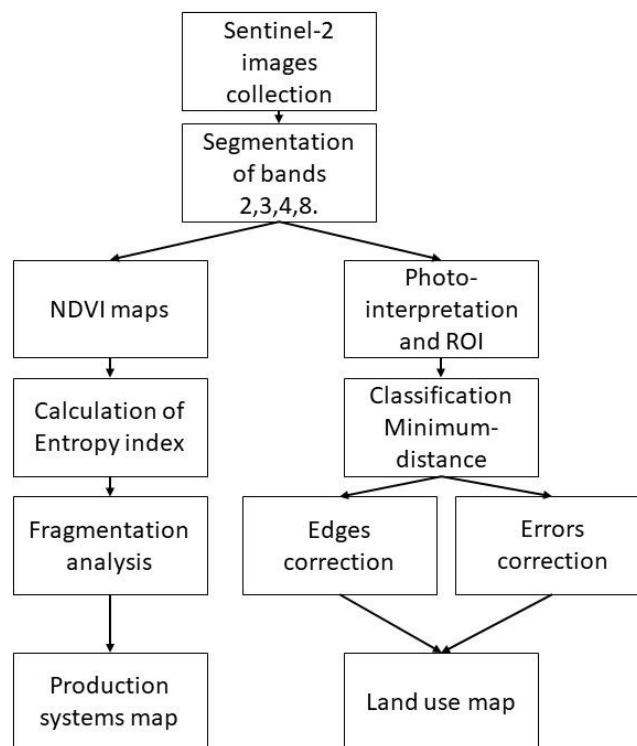 Sentinel-2
images
collection
Segmentation
of bands
2,3,4,8.
NDVI maps
Photo-
interpretation
and ROI
Calculation of
Entropy index
Classification
Minimum-
distance
Fragmentation
analysis
Edges
correction
Errors
correction
Production
systems map
Land use map